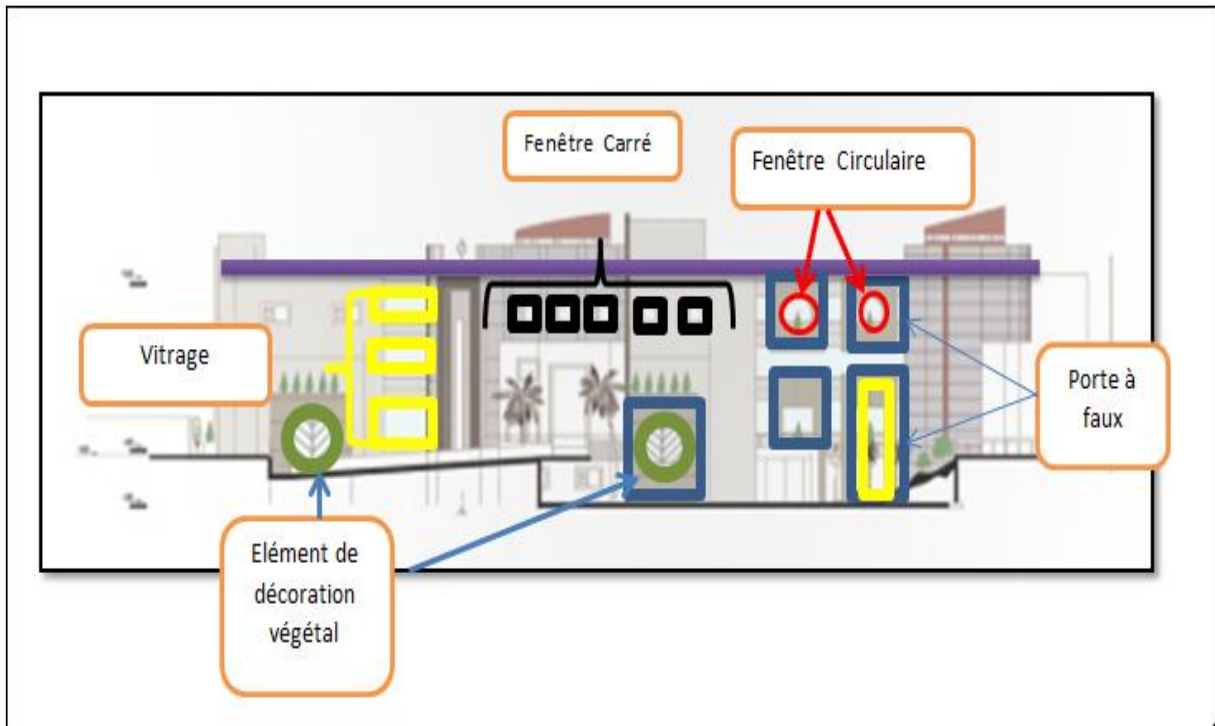 Fenêtre Carré
Fenêtre Circulaire
Vitrage
Porte à
faux
Elément de
décoration
végétal